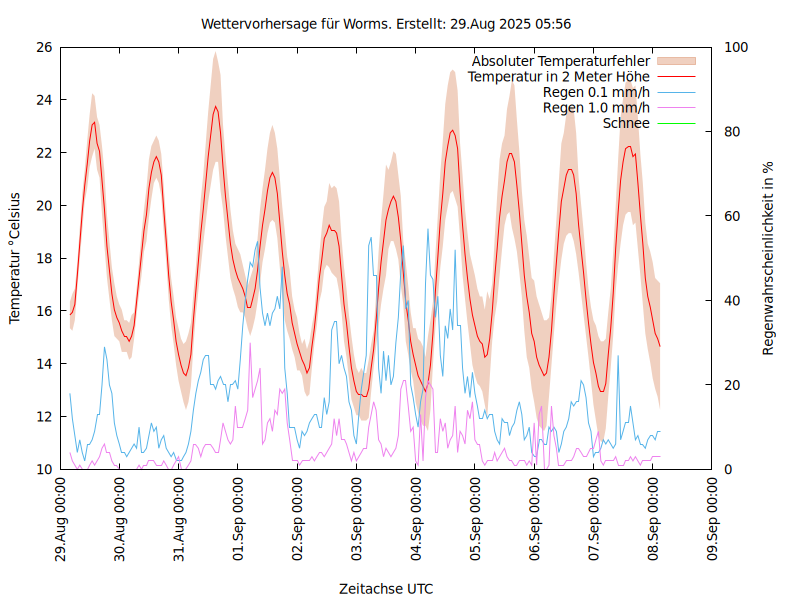 Wettervorhersage für Worms. Erstellt: 29.Aug 2025 05:56
Absoluter Temperaturfehler
Temperatur in 2 Meter Höhe
Regen 0.1 mm/h
Regen 1.0 mm/h
Schnee
Temperatur °Celsius
26
24
22
20
18
16
14
12
10
100
80
60
40
20
0
Regenwahrscheinlichkeit in %
29.Aug 00:00
30.Aug 00:00
31.Aug 00:00
01.Sep 00:00
02.Sep 00:00
03.Sep 00:00
04.Sep 00:00
05.Sep 00:00
06.Sep 00:00
07.Sep 00:00
08.Sep 00:00
09.Sep 00:00
Zeitachse UTC